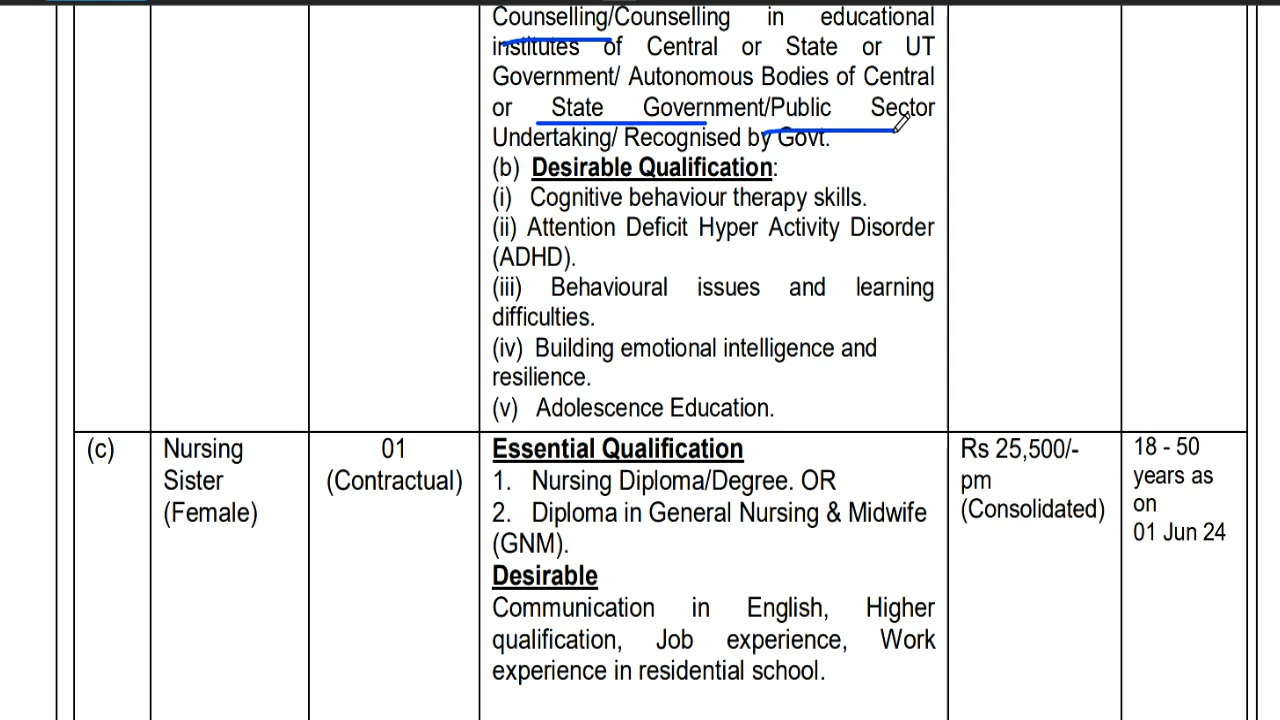 Counselling/Counselling in educational
institutes of Central or State or UT
Government/ Autonomous Bodies of Central
or State Government/Public Sector
Undertaking/ Recognised by Govt.
(b) Desirable Qualification:
(i) Cognitive behaviour therapy skills.
(ii) Attention Deficit Hyper Activity Disorder
(ADHD).
(iii) Behavioural issues and learning
difficulties.
(iv) Building emotional intelligence and
resilience.
(v) Adolescence Education.
(c)
Nursing
Sister
(Female)
01
(Contractual)
Essential Qualification
1. Nursing Diploma/Degree. OR
2. Diploma in General Nursing & Midwife
(GNM).
Desirable
Communication in English, Higher
qualification, Job experience, Work
experience in residential school.
Rs 25,500/-
pm
(Consolidated)
18 - 50
years as
on
01 Jun 24